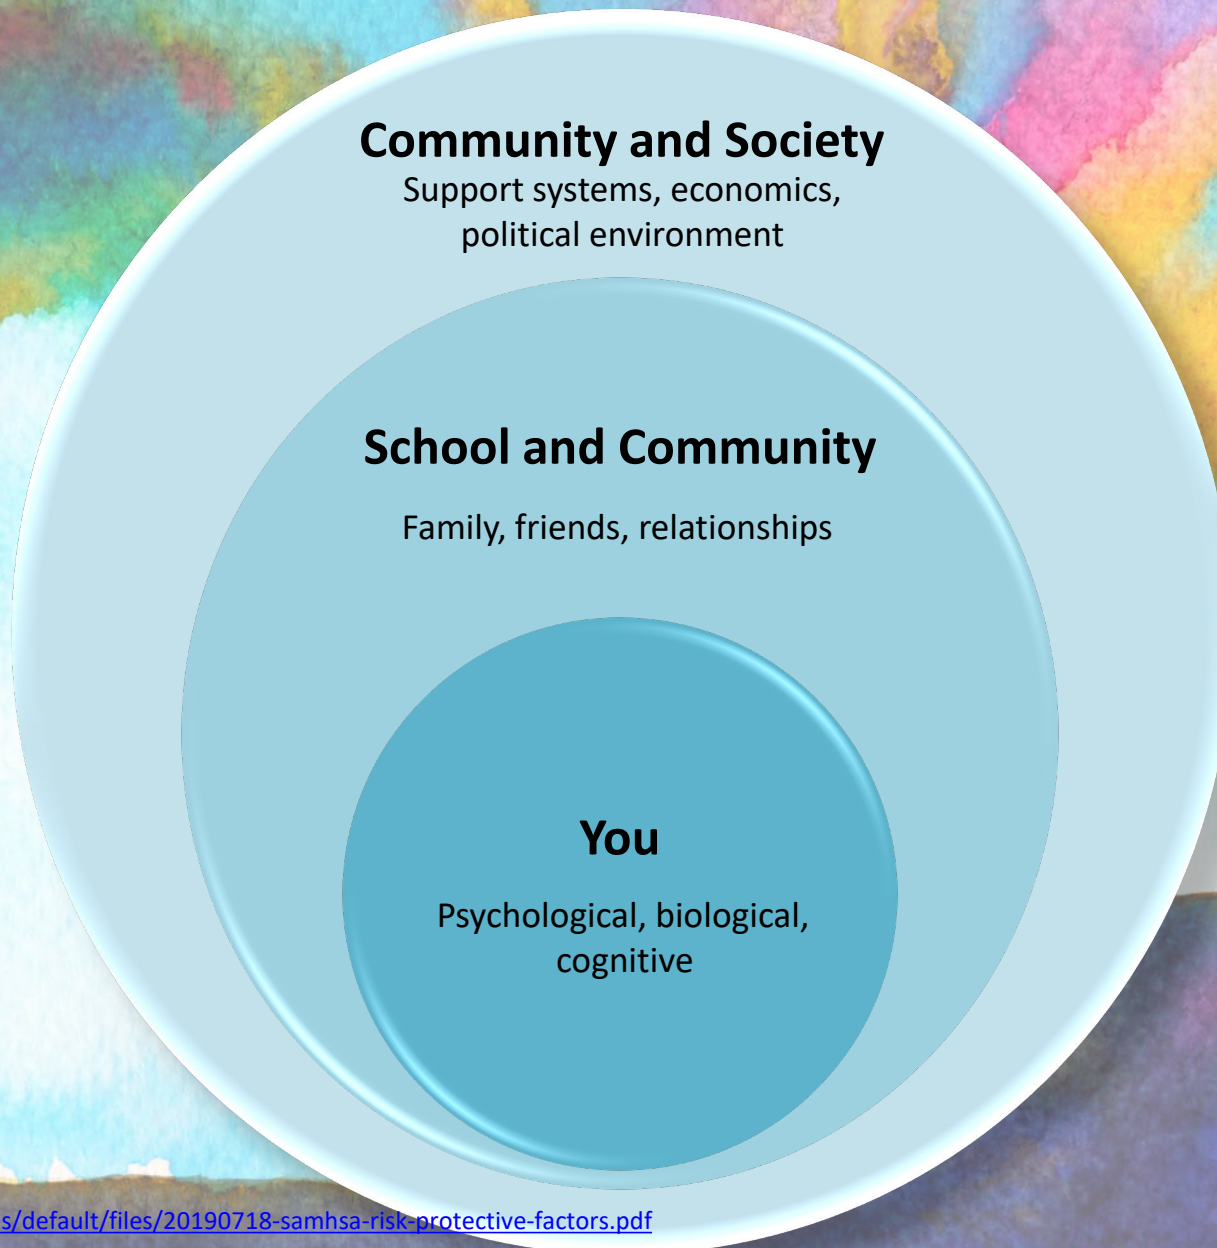 Community and Society
Support systems, economics,
political environment
School and Community
Family, friends, relationships
You
Psychological, biological,
cognitive
s/default/files/20190718-samhsa-risk-protective-factors.pdf